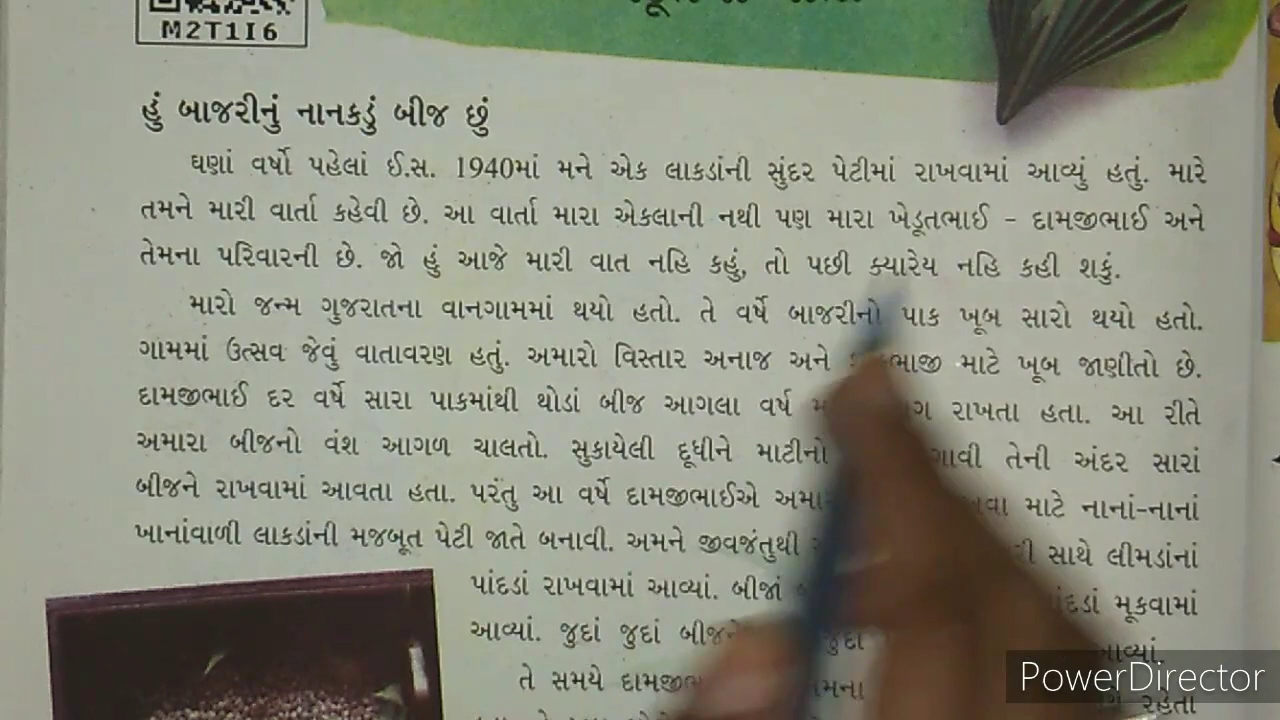 M2T1I6
હું બાજરીનું નાનકડું બીજ છું
ઘણાં વર્ષો પહેલાં ઈ.સ. 1940માં મને એક લાકડાંની સુંદર પેટીમાં રાખવામાં આવ્યું હતું. મારે
તમને મારી વાર્તા કહેવી છે. આ વાર્તા મારા એકલાની નથી પણ મારા ખેડૂતભાઈ - દામજીભાઈ અને
તેમના પરિવારની છે. જો હું આજે મારી વાત નહિ કહું, તો પછી ક્યારેય નહિ કહી શકું.
મારો જન્મ ગુજરાતના વાનગામમાં થયો હતો. તે વર્ષે બાજરીનો પાક ખૂબ સારો થયો હતો.
ગામમાં ઉત્સવ જેવું વાતાવરણ હતું. અમારો વિસ્તાર અનાજ અને માટે ખૂબ જાણીતો છે.
દામજીભાઈ દર વર્ષે સારા પાકમાંથી થોડાં બીજ આગલા વર્ષ રાખતા હતા. આ રીતે
અમારા બીજનો વંશ આગળ ચાલતો. સુકાયેલી દૂધીને માટીનો તેની અંદર સારાં
બીજને રાખવામાં આવતા હતા. પરંતુ આ વર્ષે દામજીભાઈએ માટે નાનાં-નાનાં
ખાનાંવાળી લાકડાંની મજબૂત પેટી જાતે બનાવી. અમને જીવજંતુથી સાથે લીમડાંનાં
પાંદડાં રાખવામાં આવ્યાં. બીજાં મૂકવામાં
આવ્યાં. જુદાં જુદાં
તે સમયે
PowerDirector